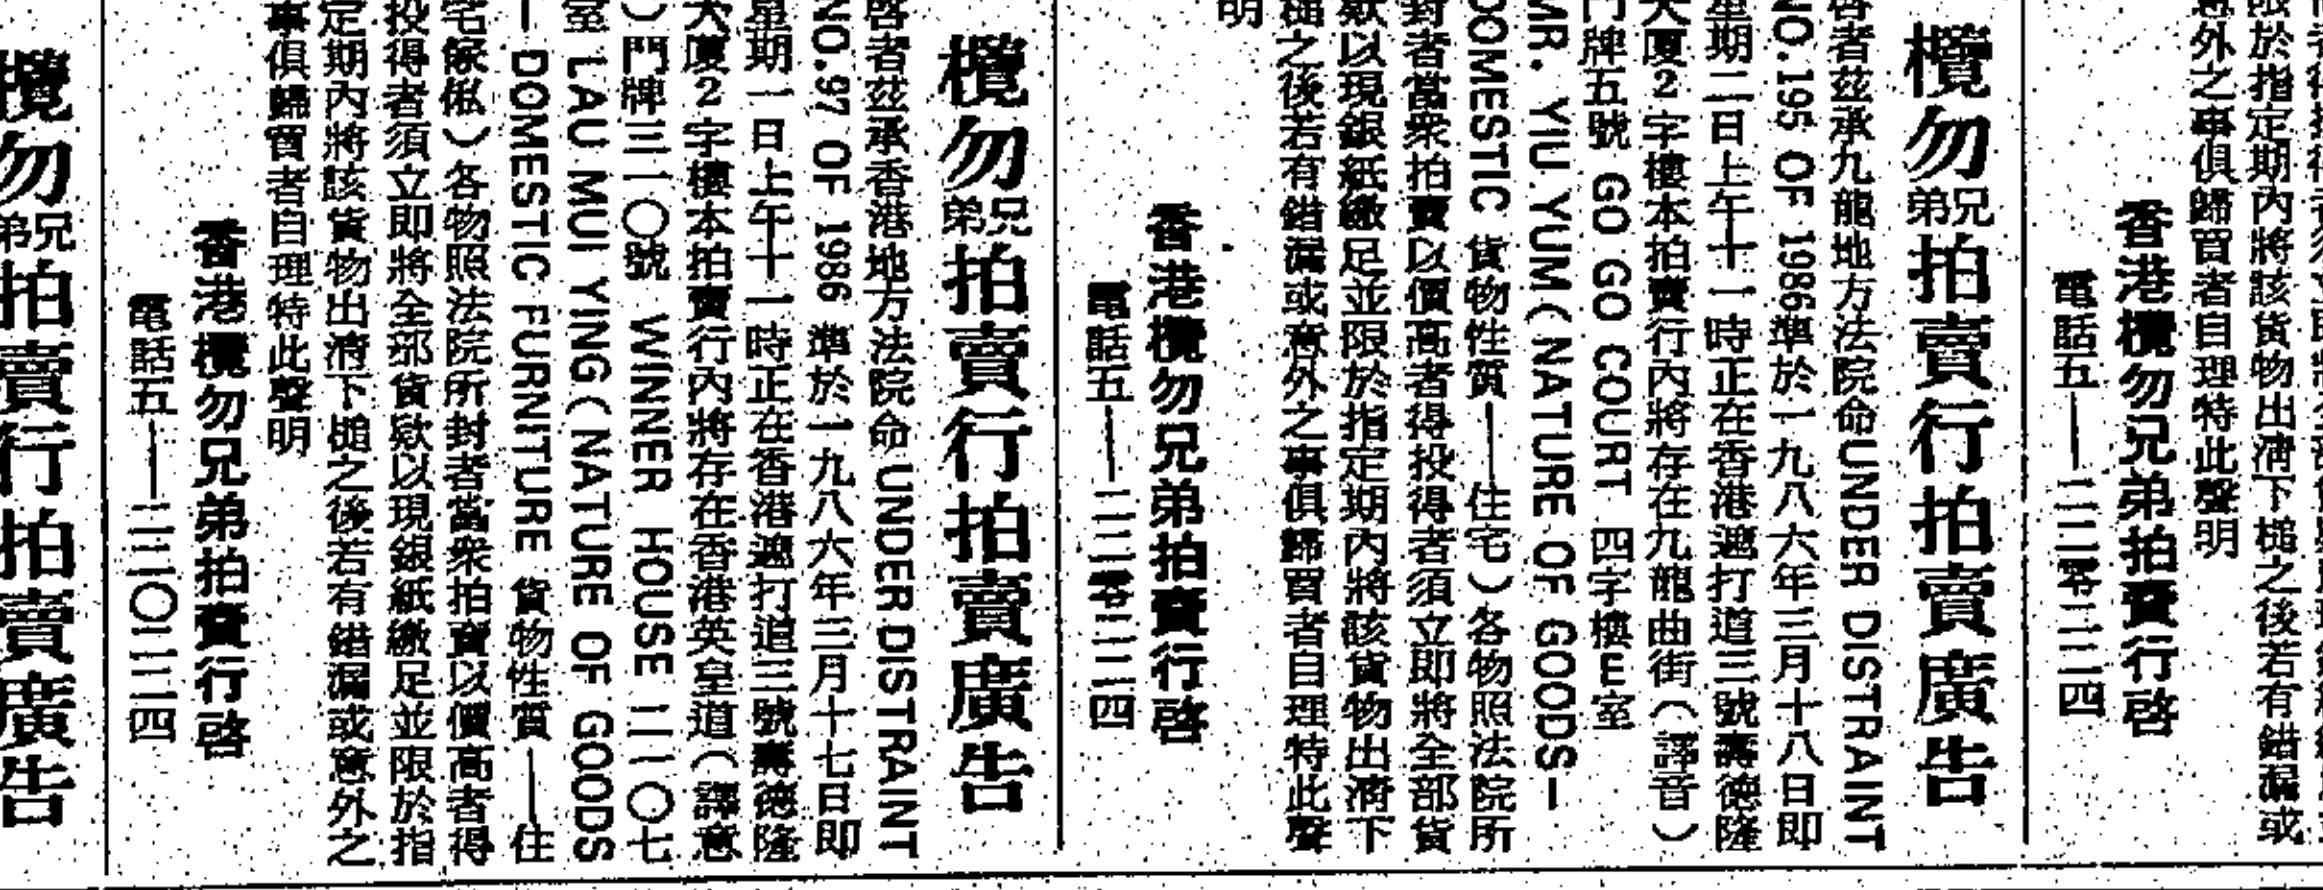 限於指定期內將該貨物出清下槌之後若有錯漏或
意外之事俱歸買者自理特此聲明
香港欖勿兄弟拍賣行啓
電話五——二二零二二四
欖勿兄弟拍賣行拍賣廣告
啓者茲承九龍地方法院命UNDER DISTRAINT
NO.195 OF 1986準於一九八六年三月十八日即
星期二日上午十一時正在香港遮打道三號壽德隆
大廈2字樓本拍賣行內將存在九龍曲街（譯音）
門牌五號 GO GO COURT 四字樓E室
MR. YIU YUM（NATURE OF GOODS—
DOMESTIC 貨物性質——住宅）各物照法院所
封者當衆拍賣以價高者得投得者須立即將全部貨
欵以現銀紙繳足並限於指定期內將該貨物出清下
槌之後若有錯漏或意外之事俱歸買者自理特此聲
明
香港欖勿兄弟拍賣行啓
電話五——二二零二二四
欖勿兄弟拍賣行拍賣廣告
啓者茲承香港地方法院命UNDER DISTRAINT
NO.97 OF 1986 準於一九八六年三月十七日即
星期一日上午十一時正在香港遮打道三號壽德隆
大廈2字樓本拍賣行內將存在香港英皇道（譯意
）門牌三一〇號 WINNER HOUSE 二一〇七
室 LAU MUI YING（NATURE OF GOODS
— DOMESTIC FURNITURE 貨物性質——住
宅傢俬）各物照法院所封者當衆拍賣以價高者得
投得者須立即將全部貨欵以現銀紙繳足並限於指
定期內將該貨物出清下槌之後若有錯漏或意外之
事俱歸買者自理特此聲明
香港欖勿兄弟拍賣行啓
電話五——二二〇二二四
欖勿兄弟拍賣行拍賣廣告